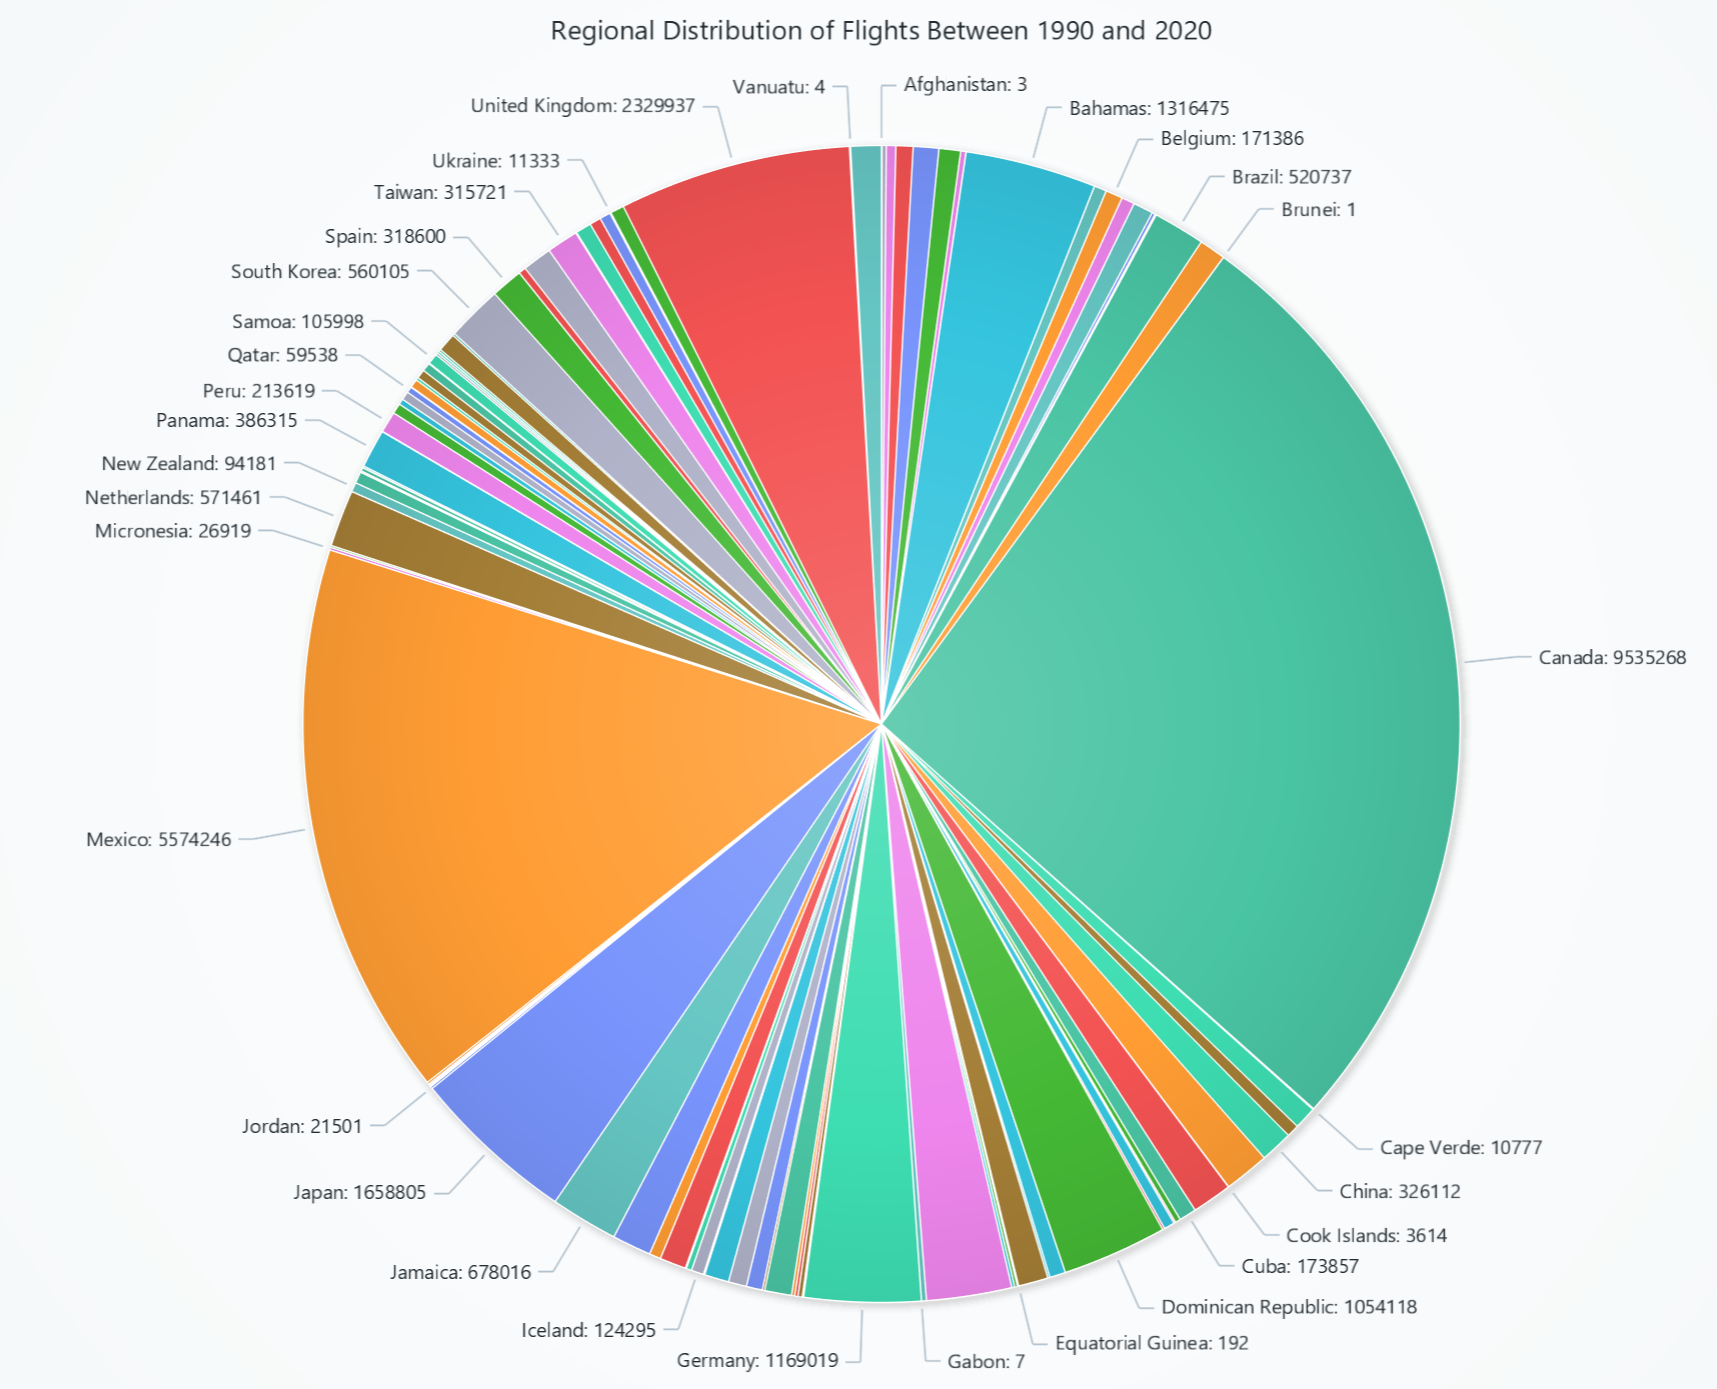 Regional Distribution of Flights Between 1990 and 2020
Vanuatu: 4
Afghanistan: 3
United Kingdom: 2329937
Bahamas: 1316475
Belgium: 171386
Ukraine: 11333
Brazil: 520737
Taiwan: 315721
Brunei: 1
Spain: 318600
South Korea: 560105
Samoa: 105998
Qatar: 59538
Peru: 213619
Panama: 386315
New Zealand: 94181
Netherlands: 571461
Micronesia: 26919
Canada: 9535268
Mexico: 5574246
Jordan: 21501
Cape Verde: 10777
Japan: 1658805
China: 326112
Cook Islands: 3614
Jamaica: 678016
Cuba: 173857
Dominican Republic: 1054118
Iceland: 124295
Equatorial Guinea: 192
Germany: 1169019
Gabon: 7